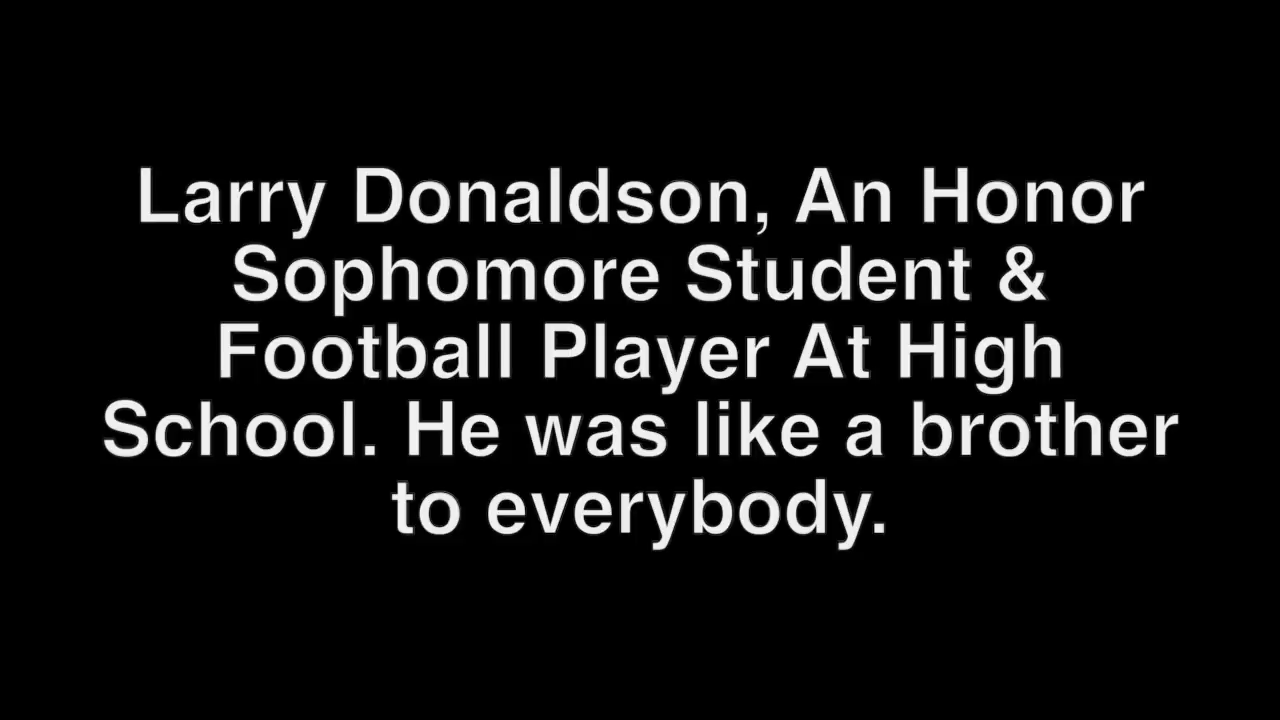 Larry Donaldson, An Honor
Sophomore Student &
Football Player At High
School. He was like a brother
to everybody.